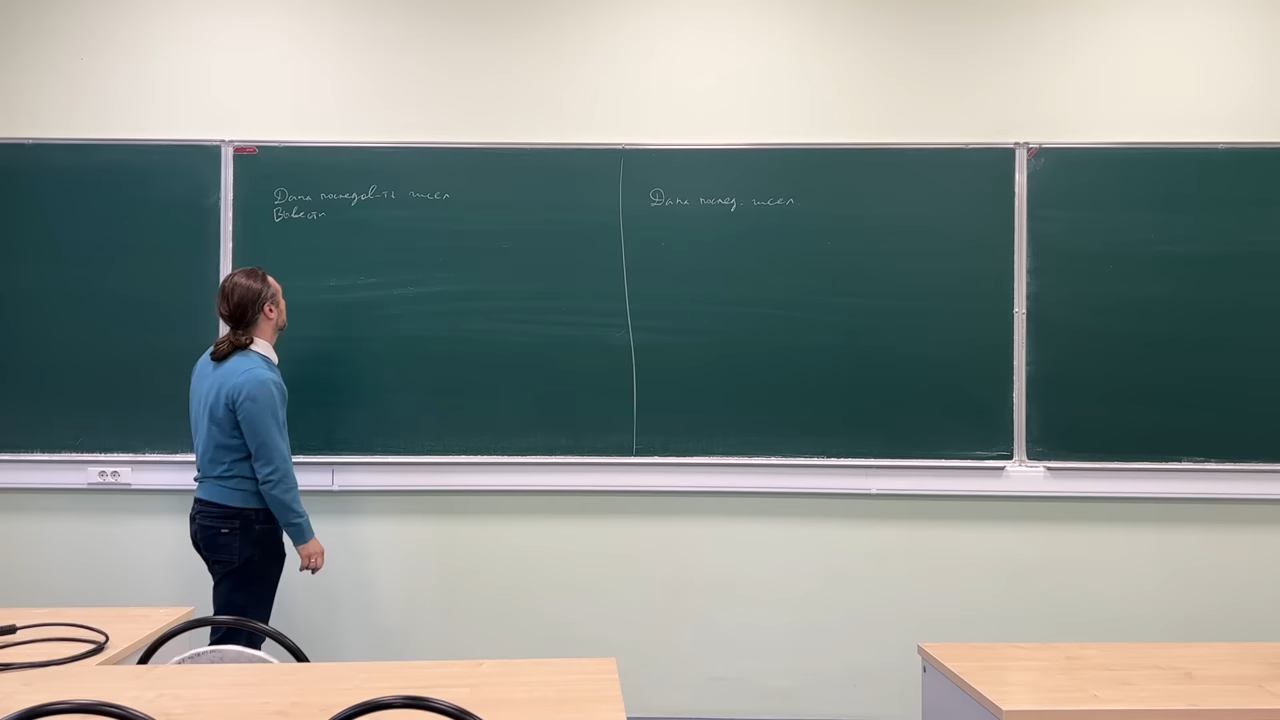 Дана последов-ть чисел
Вывести
Дана послед. чисел